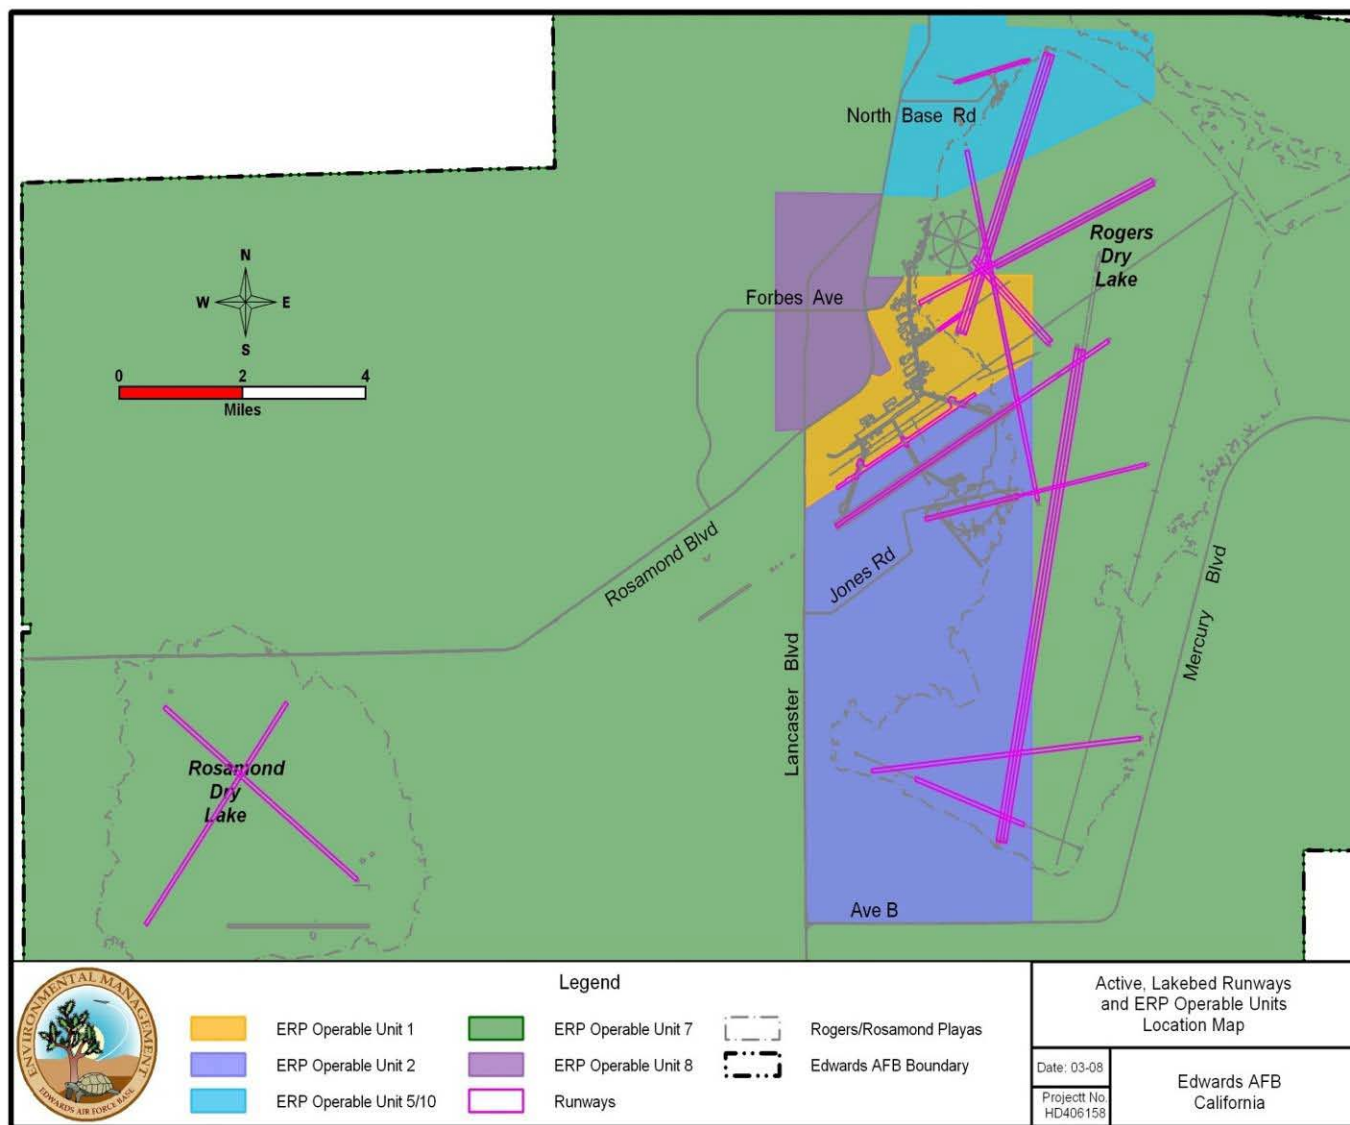 North Base Rd
Rogers
Dry
Lake
N
W E
S
Forbes Ave
0 2 4
Miles
Rosamond Blvd
Jones Rd
Mercury Blvd
Lancaster Blvd
Rosamond
Dry
Lake
Ave B
ENVIRONMENTAL MANAGEMENT
EDWARDS AIR FORCE BASE
Legend
ERP Operable Unit 1
ERP Operable Unit 2
ERP Operable Unit 5/10
ERP Operable Unit 7
ERP Operable Unit 8
Runways
Rogers/Rosamond Playas
Edwards AFB Boundary
Active, Lakebed Runways
and ERP Operable Units
Location Map
Date: 03-08
Projectt No.
HD406158
Edwards AFB
California